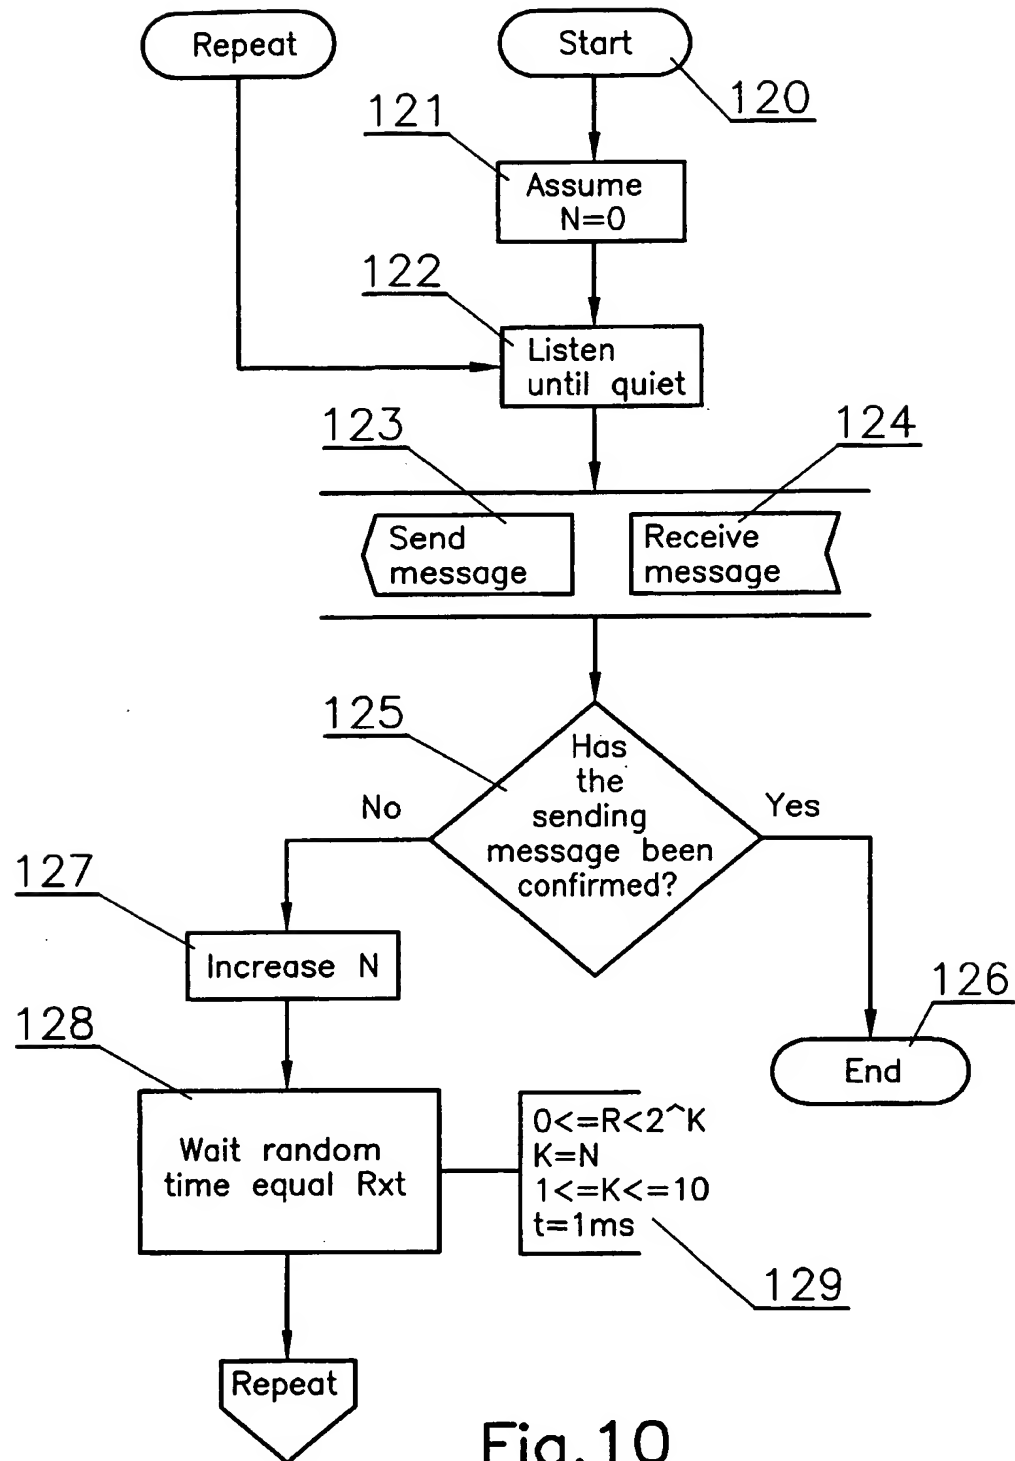 Repeat
Start
120
121
Assume
N=0
122
Listen
until quiet
123
124
Send
message
Receive
message
125
Has
the
sending
message been
confirmed?
No
Yes
127
Increase N
126
End
128
Wait random
time equal Rxt
0<=R<2^K
K=N
1<=K<=10
t=1ms
129
Repeat
Fig.10